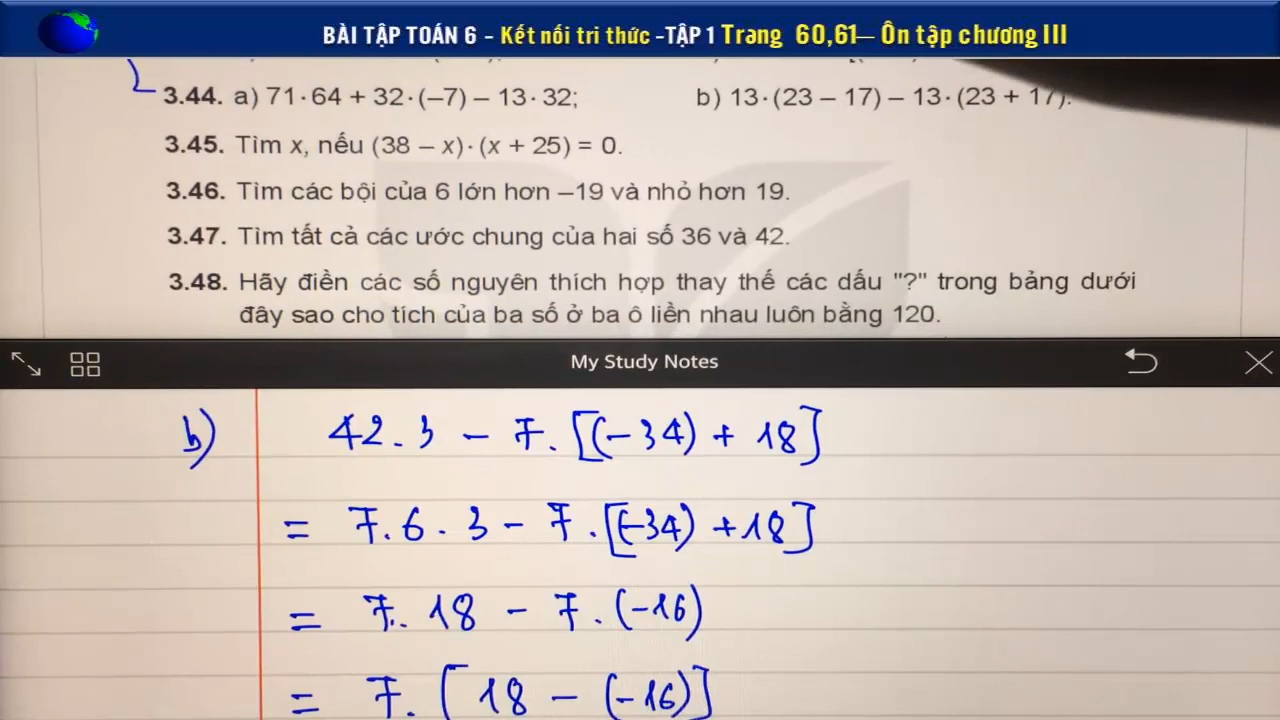 BÀI TẬP TOÁN 6 - Kết nối tri thức -TẬP 1 Trang 60,61– Ôn tập chương III
3.44. a) 71·64 + 32·(–7) – 13·32; b) 13·(23 – 17) – 13·(23 + 17).
3.45. Tìm x, nếu (38 – x)·(x + 25) = 0.
3.46. Tìm các bội của 6 lớn hơn –19 và nhỏ hơn 19.
3.47. Tìm tất cả các ước chung của hai số 36 và 42.
3.48. Hãy điền các số nguyên thích hợp thay thế các dấu "?" trong bảng dưới
đây sao cho tích của ba số ở ba ô liền nhau luôn bằng 120.
My Study Notes
b) 42.3 – 7.[(–34) + 18]
= 7.6.3 – 7.[(–34) + 18]
= 7.18 – 7.(–16)
= 7.[18 – (–16)]